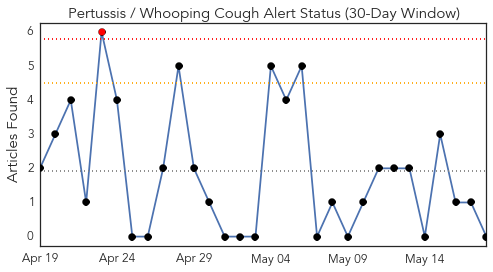 Pertussis / Whooping Cough Alert Status (30-Day Window)
Articles Found
6
5
4
3
2
1
0
Apr 19
Apr 24
Apr 29
May 04
May 09
May 14